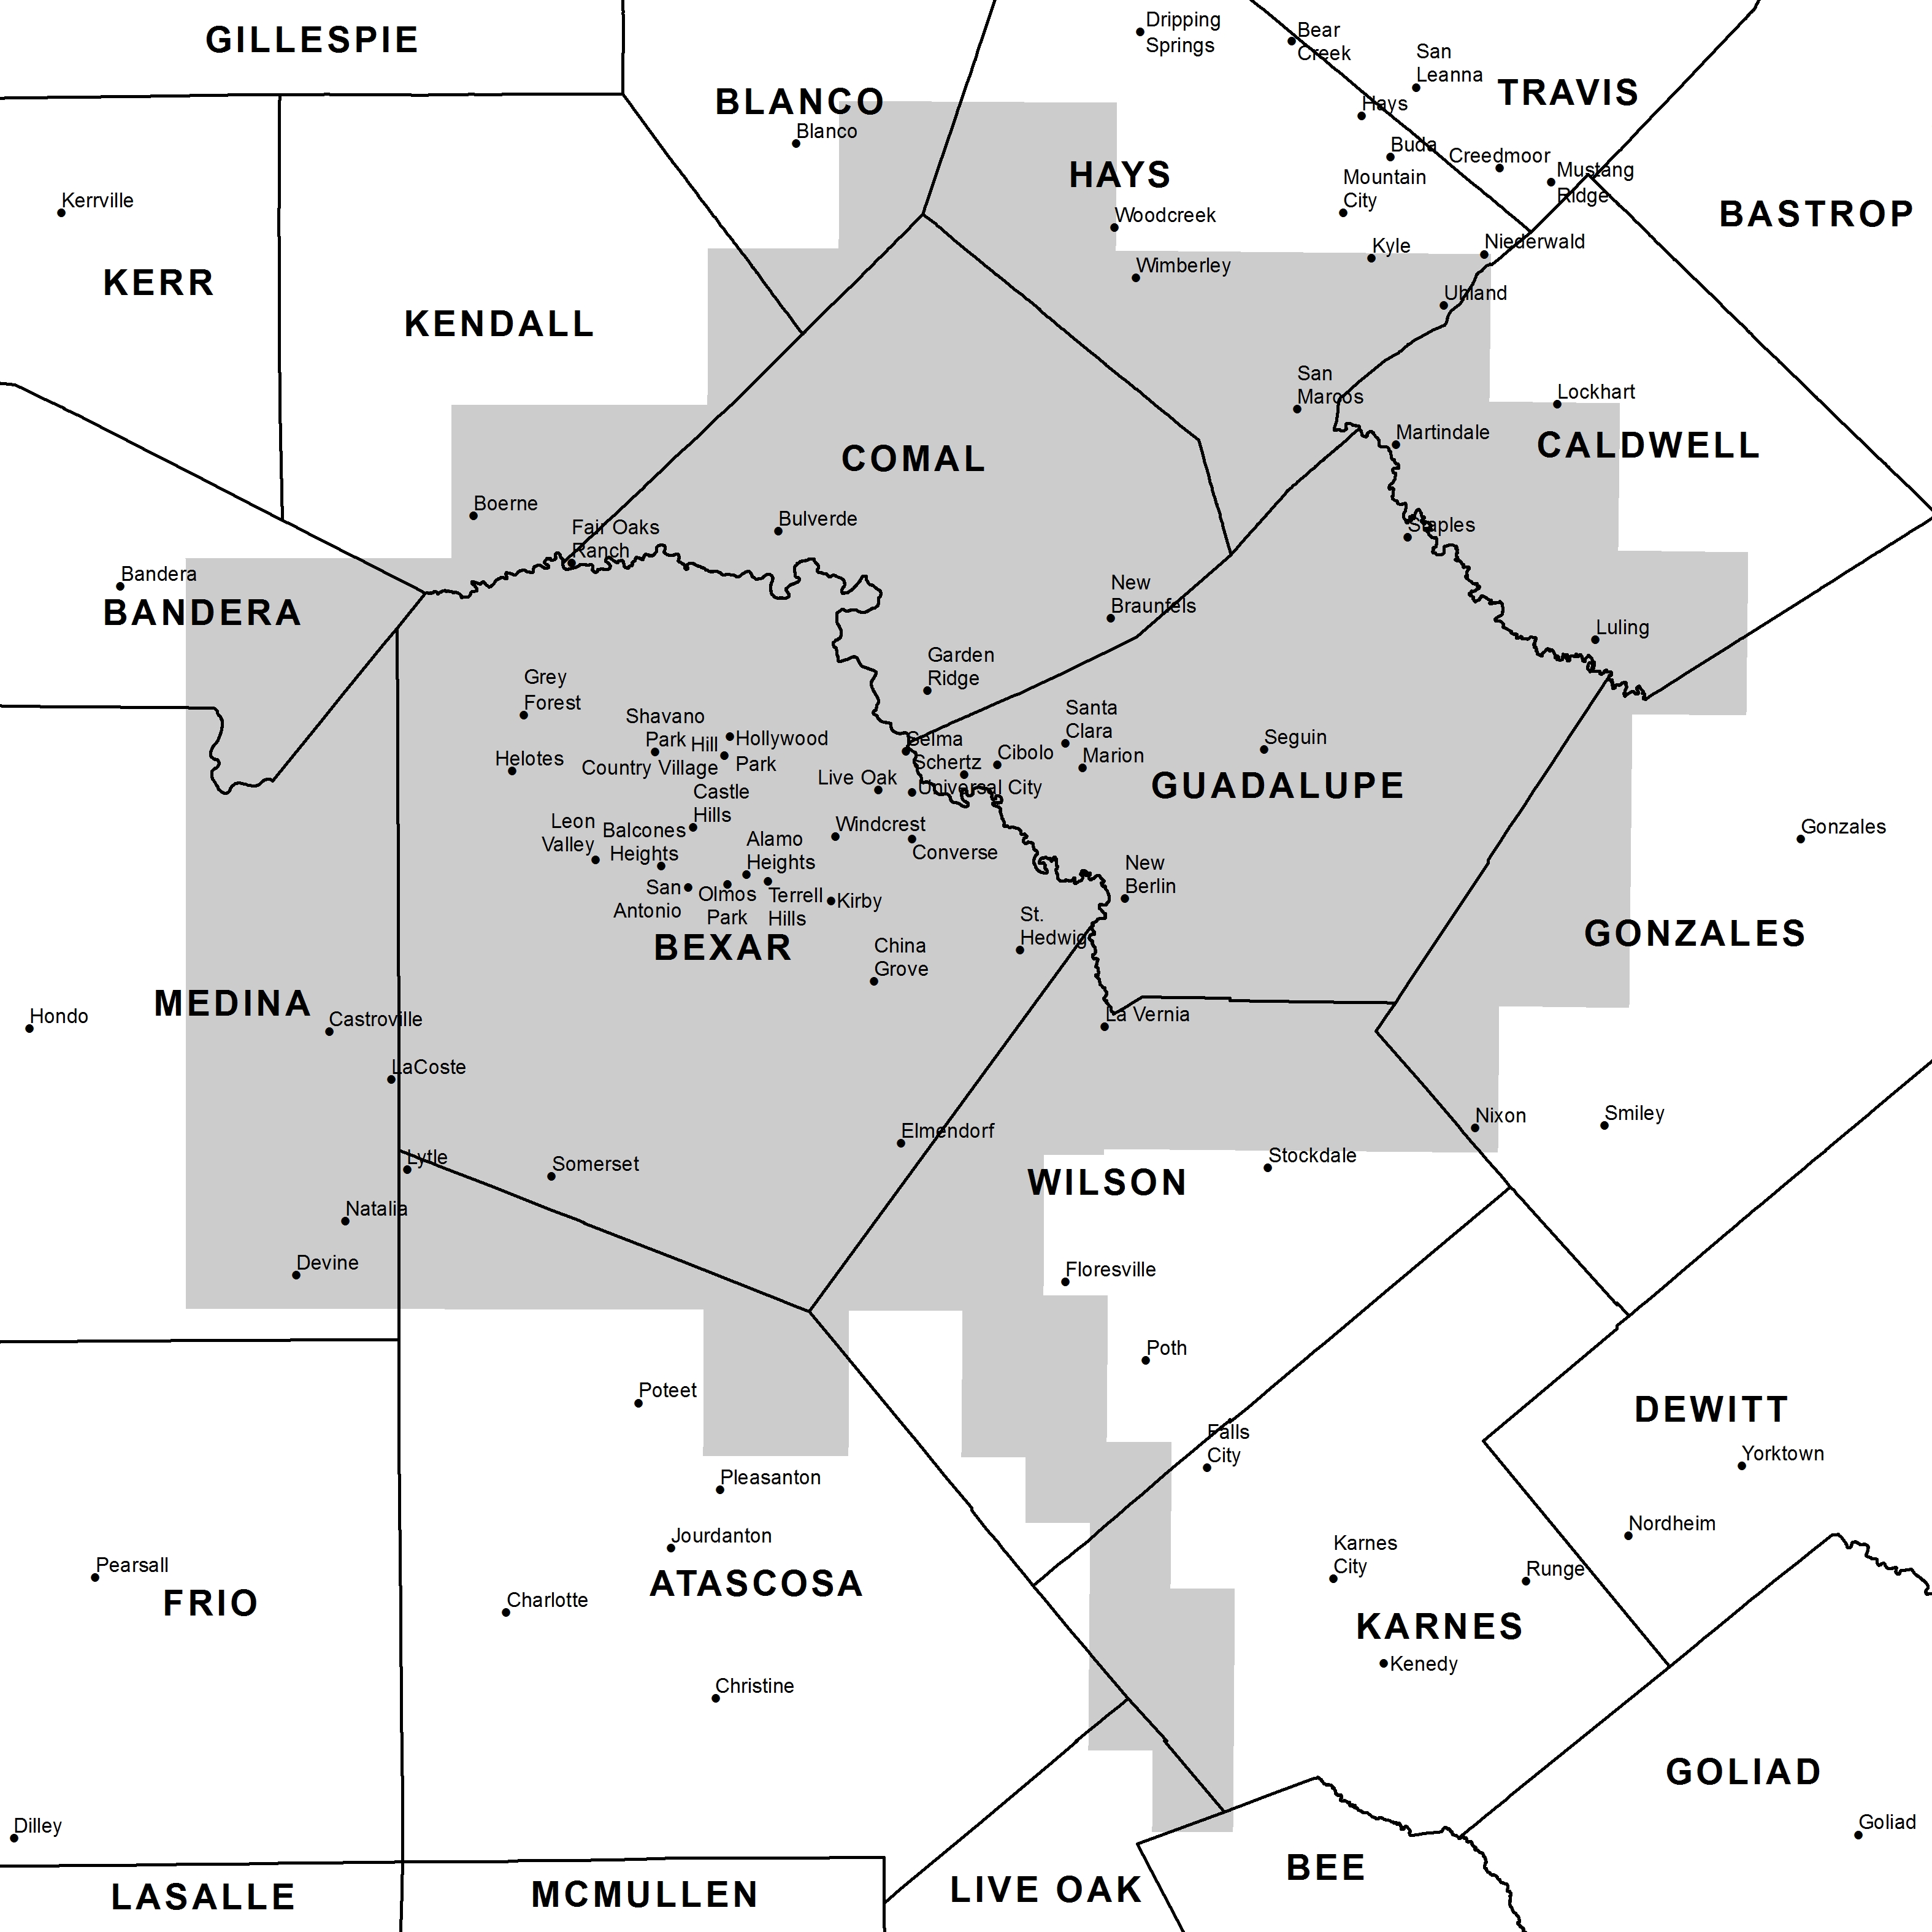 Dripping
Springs
Bear
Creek
GILLESPIE
San
Leanna
TRAVIS
BLANCO
Hays
Blanco
Buda
Creedmoor
HAYS
Mustang
Ridge
Mountain
City
Kerrville
Woodcreek
BASTROP
Kyle
Niederwald
Wimberley
KERR
Uhland
KENDALL
San
Marcos
Lockhart
Martindale
CALDWELL
COMAL
Boerne
Bulverde
Fair Oaks
Ranch
Staples
Bandera
BANDERA
New
Braunfels
Luling
Garden
Ridge
Grey
Forest
Santa
Clara
Shavano
Park
Hill
Country Village
Hollywood
Park
Selma
Seguin
Helotes
Cibolo
Marion
Schertz
Live Oak
Universal City
GUADALUPE
Castle
Hills
Leon
Valley
Balcones
Heights
Windcrest
Alamo
Heights
Converse
Gonzales
New
Berlin
San
Antonio
Olmos
Park
Terrell
Hills
Kirby
St.
Hedwig
BEXAR
China
Grove
GONZALES
MEDINA
Hondo
Castroville
La Vernia
LaCoste
Nixon
Smiley
Elmendorf
Lytle
Somerset
Stockdale
WILSON
Natalia
Devine
Floresville
Poth
Poteet
DEWITT
Falls
City
Yorktown
Pleasanton
Nordheim
Jourdanton
Karnes
City
Pearsall
Runge
ATASCOSA
FRIO
Charlotte
KARNES
Kenedy
Christine
GOLIAD
Dilley
Goliad
BEE
LIVE OAK
MCMULLEN
LASALLE